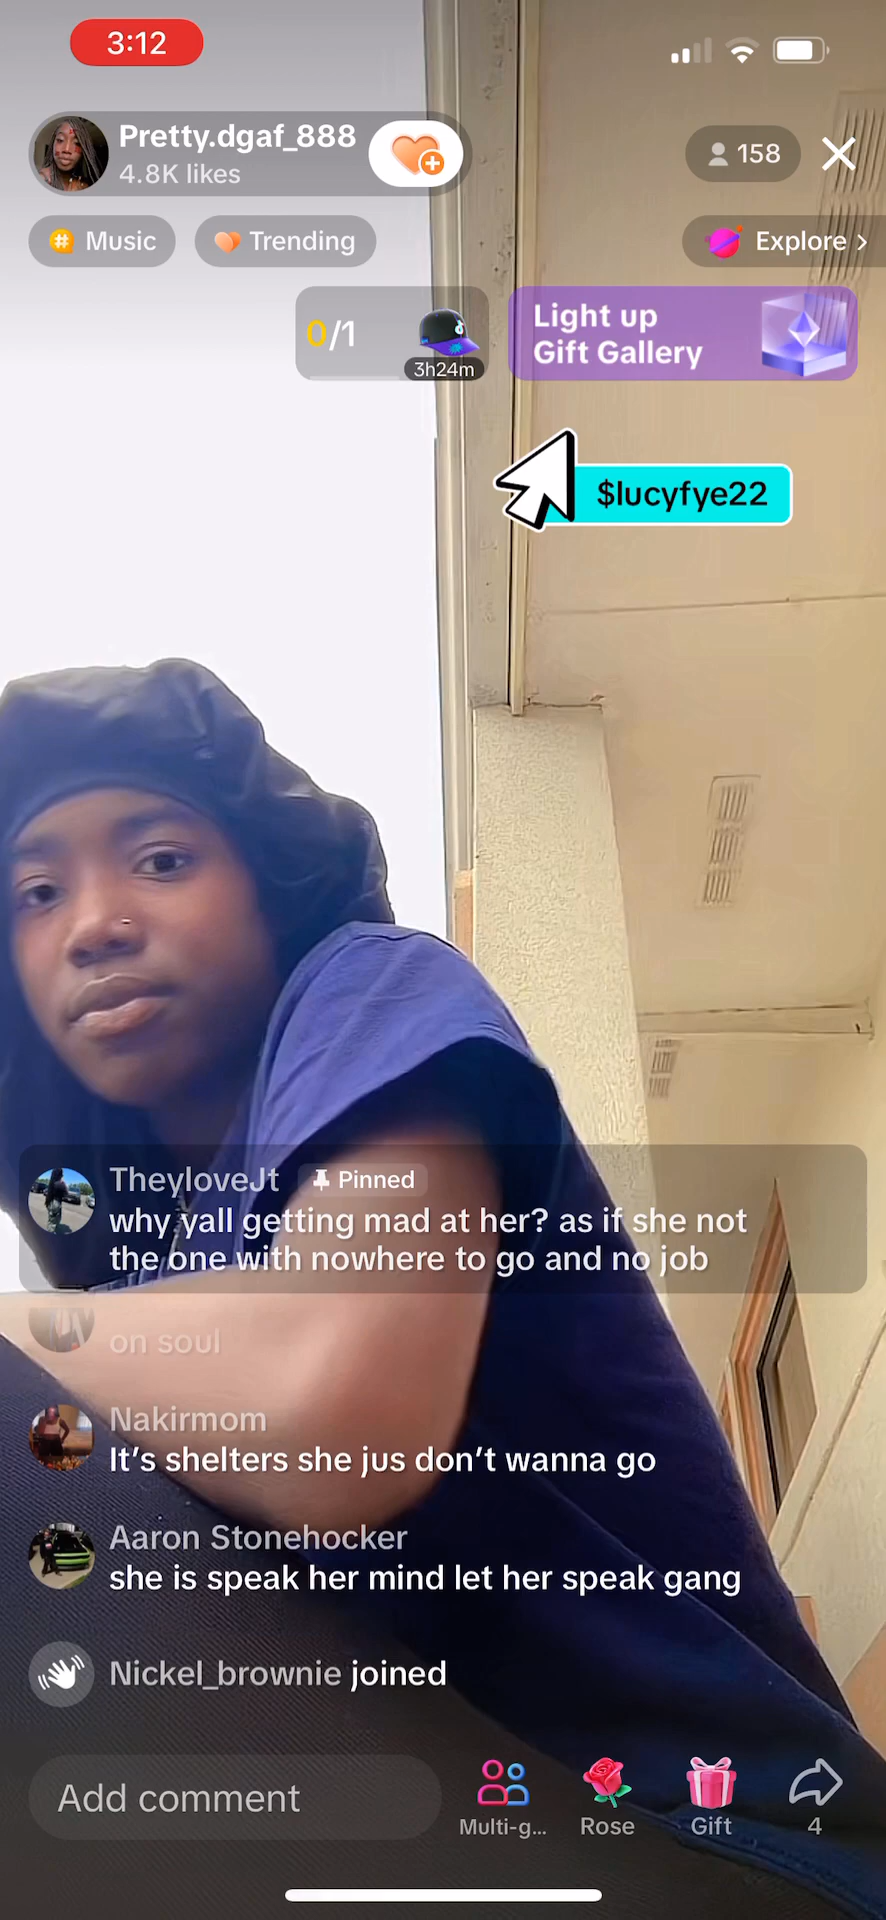 3:12
Pretty.dgaf_888
4.8K likes
158
Music
Trending
Explore >
0/1
3h24m
Light up
Gift Gallery
$lucyfye22
TheyloveJt Pinned
why yall getting mad at her? as if she not
the one with nowhere to go and no job
on soul
Nakirmom
It's shelters she jus don't wanna go
Aaron Stonehocker
she is speak her mind let her speak gang
Nickel_brownie joined
Add comment
Multi-g...
Rose
Gift
4